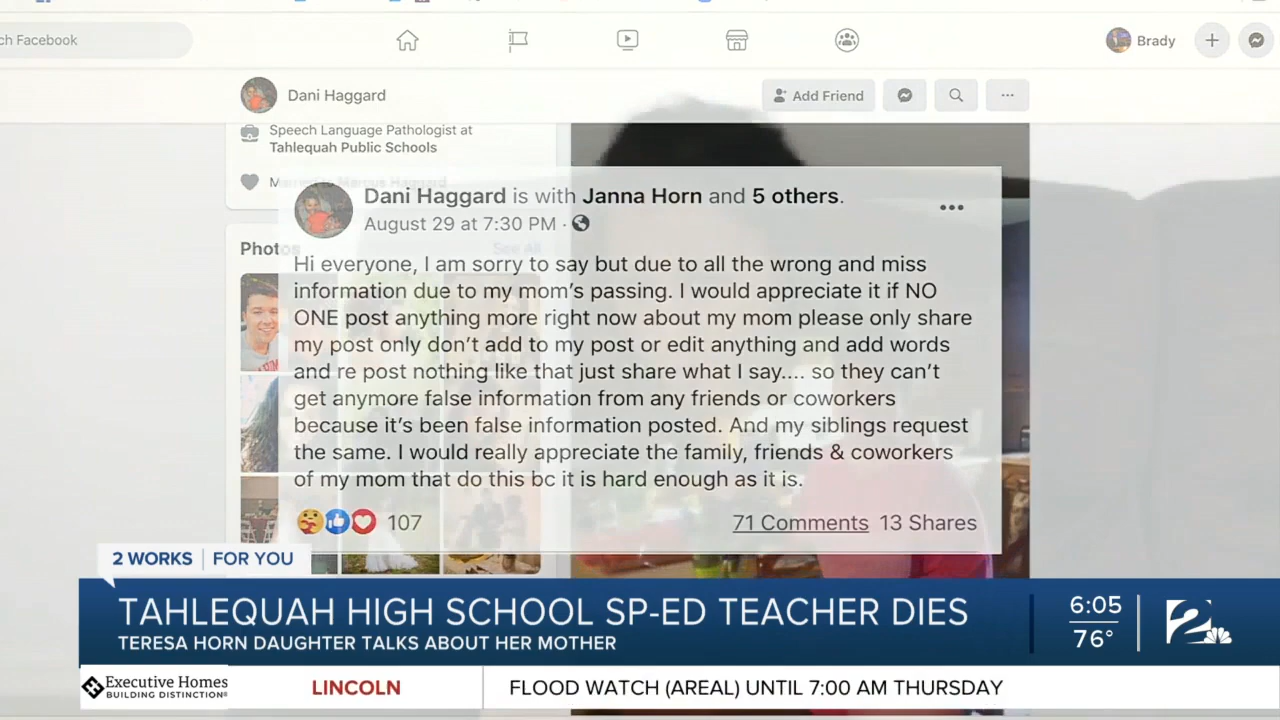 ch Facebook
Brady
Dani Haggard
Add Friend
Speech Language Pathologist at
Tahlequah Public Schools
Married to Marcus Haggard
Photos
See All
Dani Haggard is with Janna Horn and 5 others.
August 29 at 7:30 PM ·
Hi everyone, I am sorry to say but due to all the wrong and miss
information due to my mom's passing. I would appreciate it if NO
ONE post anything more right now about my mom please only share
my post only don't add to my post or edit anything and add words
and re post nothing like that just share what I say.... so they can't
get anymore false information from any friends or coworkers
because it's been false information posted. And my siblings request
the same. I would really appreciate the family, friends & coworkers
of my mom that do this bc it is hard enough as it is.
107
71 Comments 13 Shares
2 WORKS FOR YOU
TAHLEQUAH HIGH SCHOOL SP-ED TEACHER DIES
TERESA HORN DAUGHTER TALKS ABOUT HER MOTHER
6:05
76°
2
Executive Homes
BUILDING DISTINCTION®
LINCOLN
FLOOD WATCH (AREAL) UNTIL 7:00 AM THURSDAY